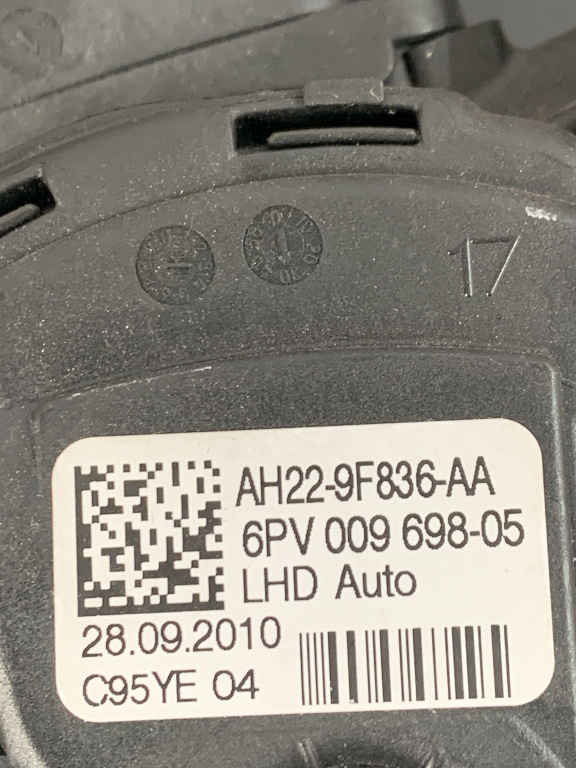 17
AH22-9F836-AA
6PV 009 698-05
LHD Auto
28.09.2010
C95YE 04